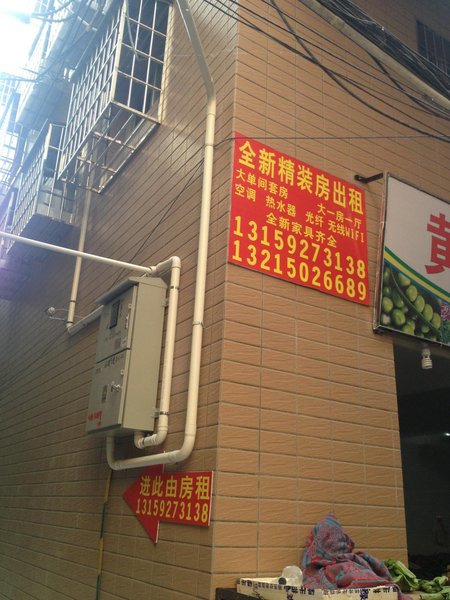 全新精装房出租
大单间套房 大一房一厅
空调 热水器 光纤 无线WIFI
全新家具齐全
13159273138
13215026689
黄
进此由房租
13159273138